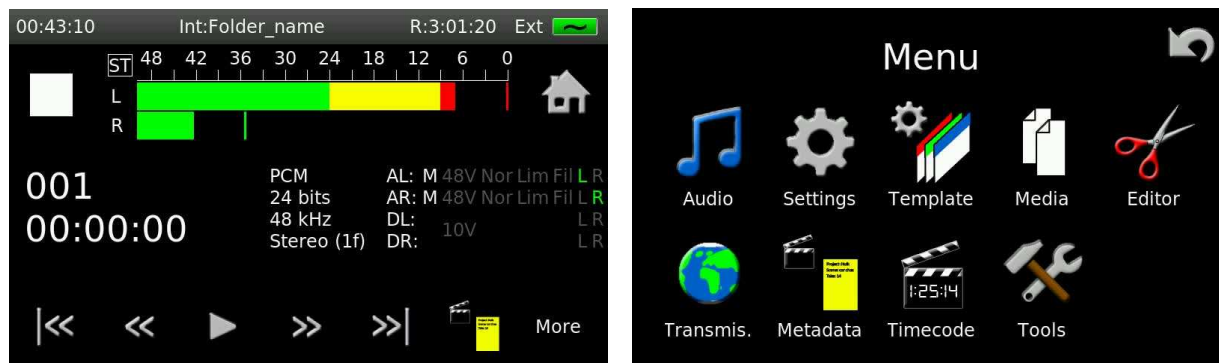 00:43:10 Int:Folder_name R:3:01:20 Ext
ST 48 42 36 30 24 18 12 6 0
L
R
001
00:00:00
PCM AL: M 48V Nor Lim Fil L R
24 bits AR: M 48V Nor Lim Fil L R
48 kHz DL: 10V L R
Stereo (1f) DR: L R
More
Menu
Audio Settings Template Media Editor
1:25:14
Transmis. Metadata Timecode Tools